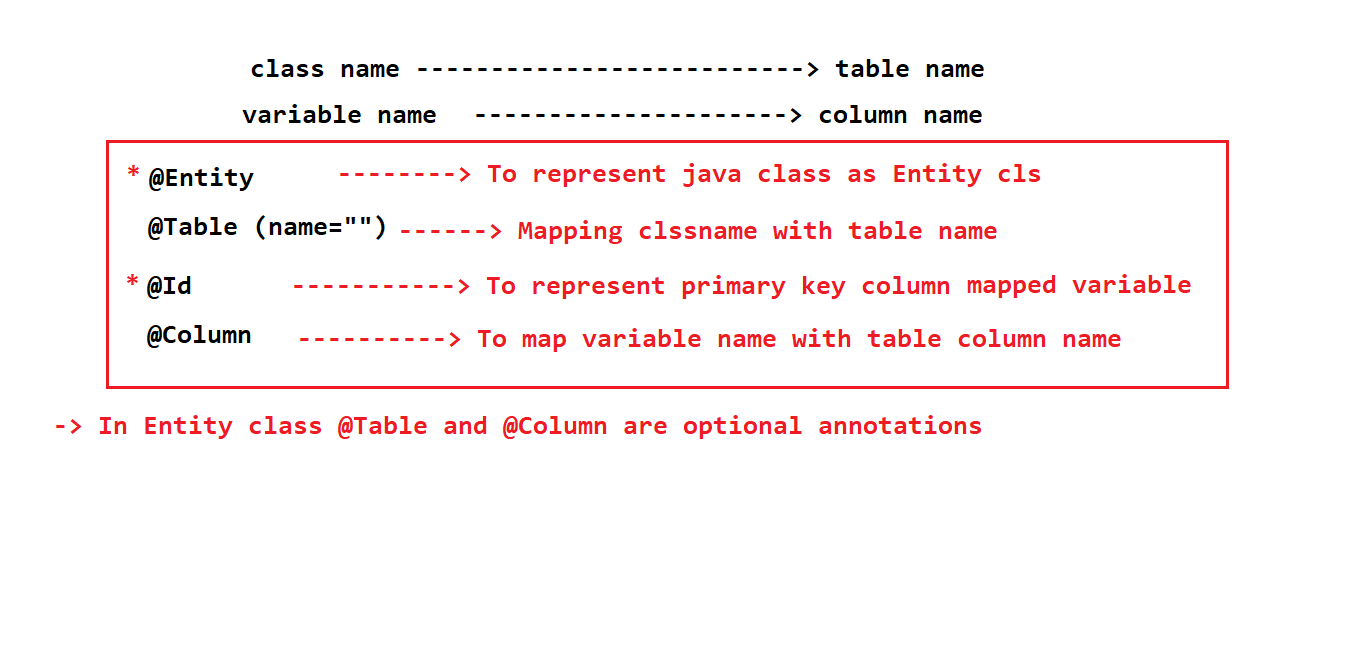 class name --------------------------> table name
variable name ---------------------> column name
* @Entity --------> To represent java class as Entity cls
@Table (name="") ------> Mapping clssname with table name
* @Id -----------> To represent primary key column mapped variable
@Column ----------> To map variable name with table column name
-> In Entity class @Table and @Column are optional annotations